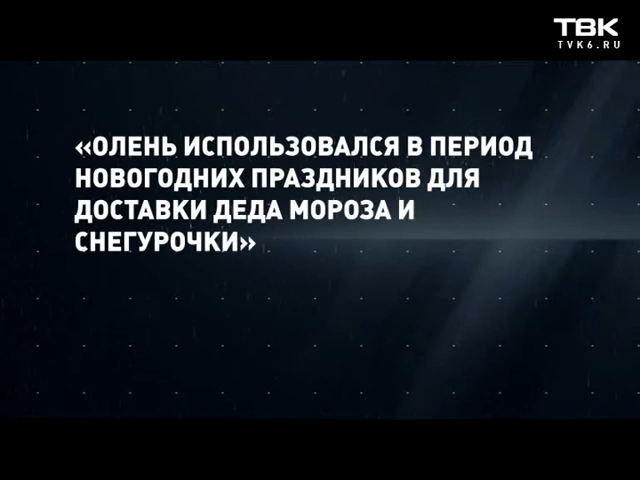 ТВК
TVK6.RU
«ОЛЕНЬ ИСПОЛЬЗОВАЛСЯ В ПЕРИОД
НОВОГОДНИХ ПРАЗДНИКОВ ДЛЯ
ДОСТАВКИ ДЕДА МОРОЗА И
СНЕГУРОЧКИ»